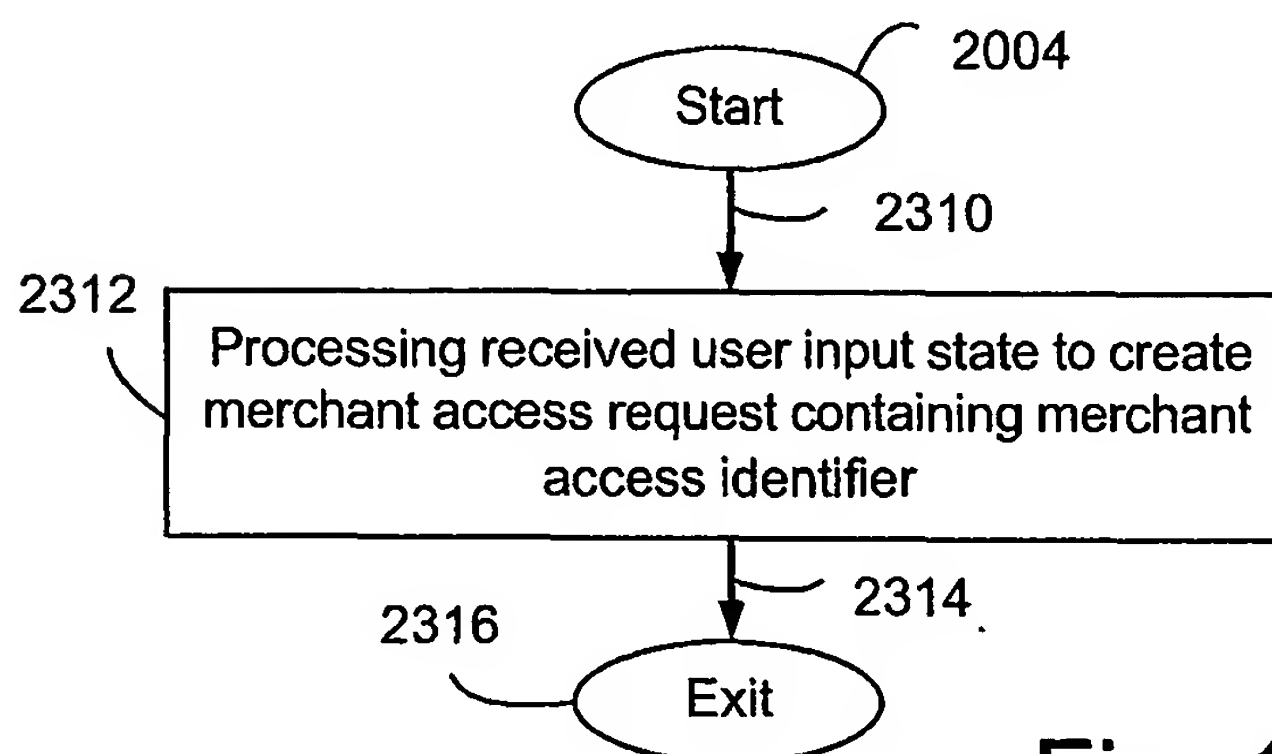 2004
Start
2310
2312
Processing received user input state to create
merchant access request containing merchant
access identifier
2314
2316
Exit